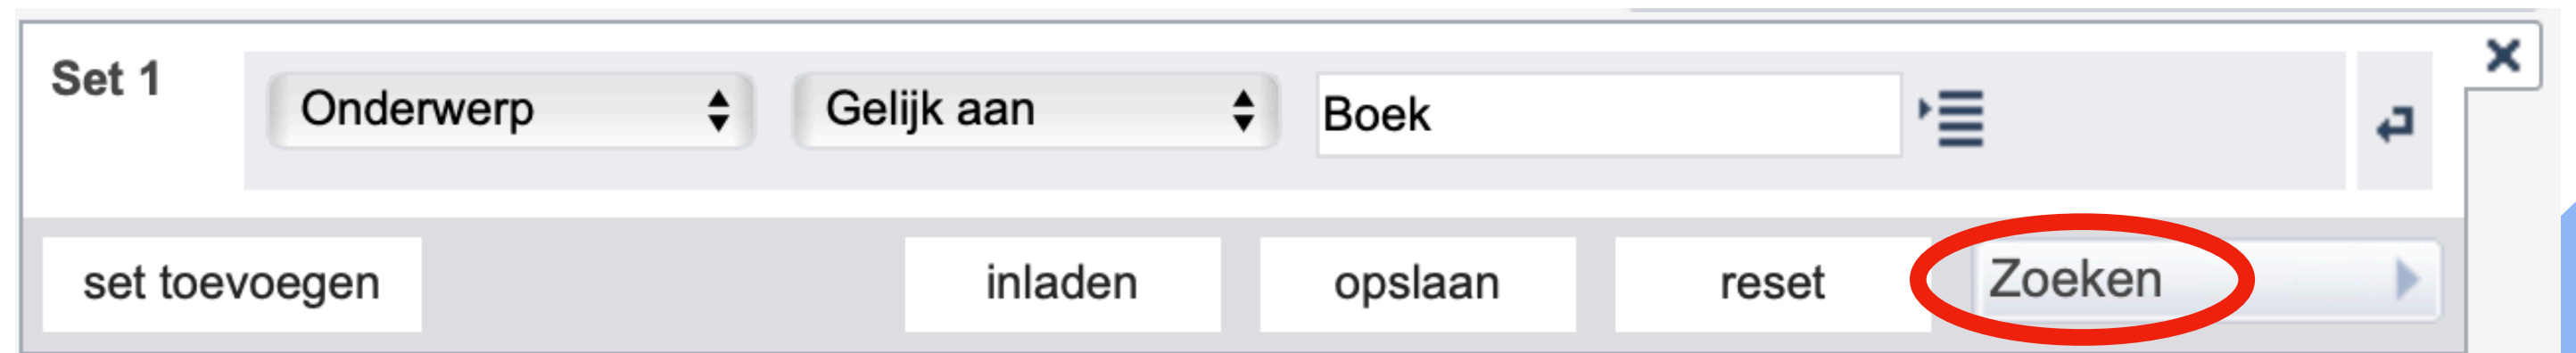 Set 1 Onderwerp Gelijk aan Boek
set toevoegen inladen opslaan reset Zoeken